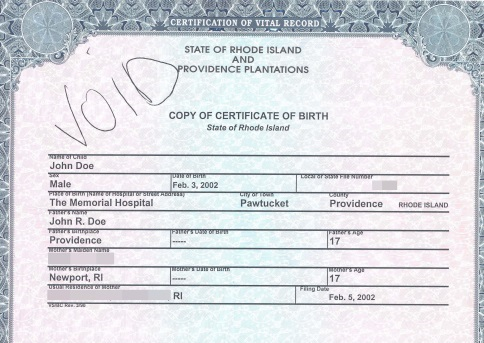 CERTIFICATION OF VITAL RECORD
STATE OF RHODE ISLAND
AND
PROVIDENCE PLANTATIONS
VOID
COPY OF CERTIFICATE OF BIRTH
State of Rhode Island
Name of Child
John Doe
Sex Date of Birth Local or State File Number
Male Feb. 3, 2002
Place of Birth (Name of Hospital or Street Address) City or Town County
The Memorial Hospital Pawtucket Providence RHODE ISLAND
Father's Name
John R. Doe
Father's Birthplace Father's Date of Birth Father's Age
Providence ----- 17
Mother's Maiden Name
Mother's Birthplace Mother's Date of Birth Mother's Age
Newport, RI ----- 17
Usual Residence of Mother Filing Date
RI Feb. 5, 2002